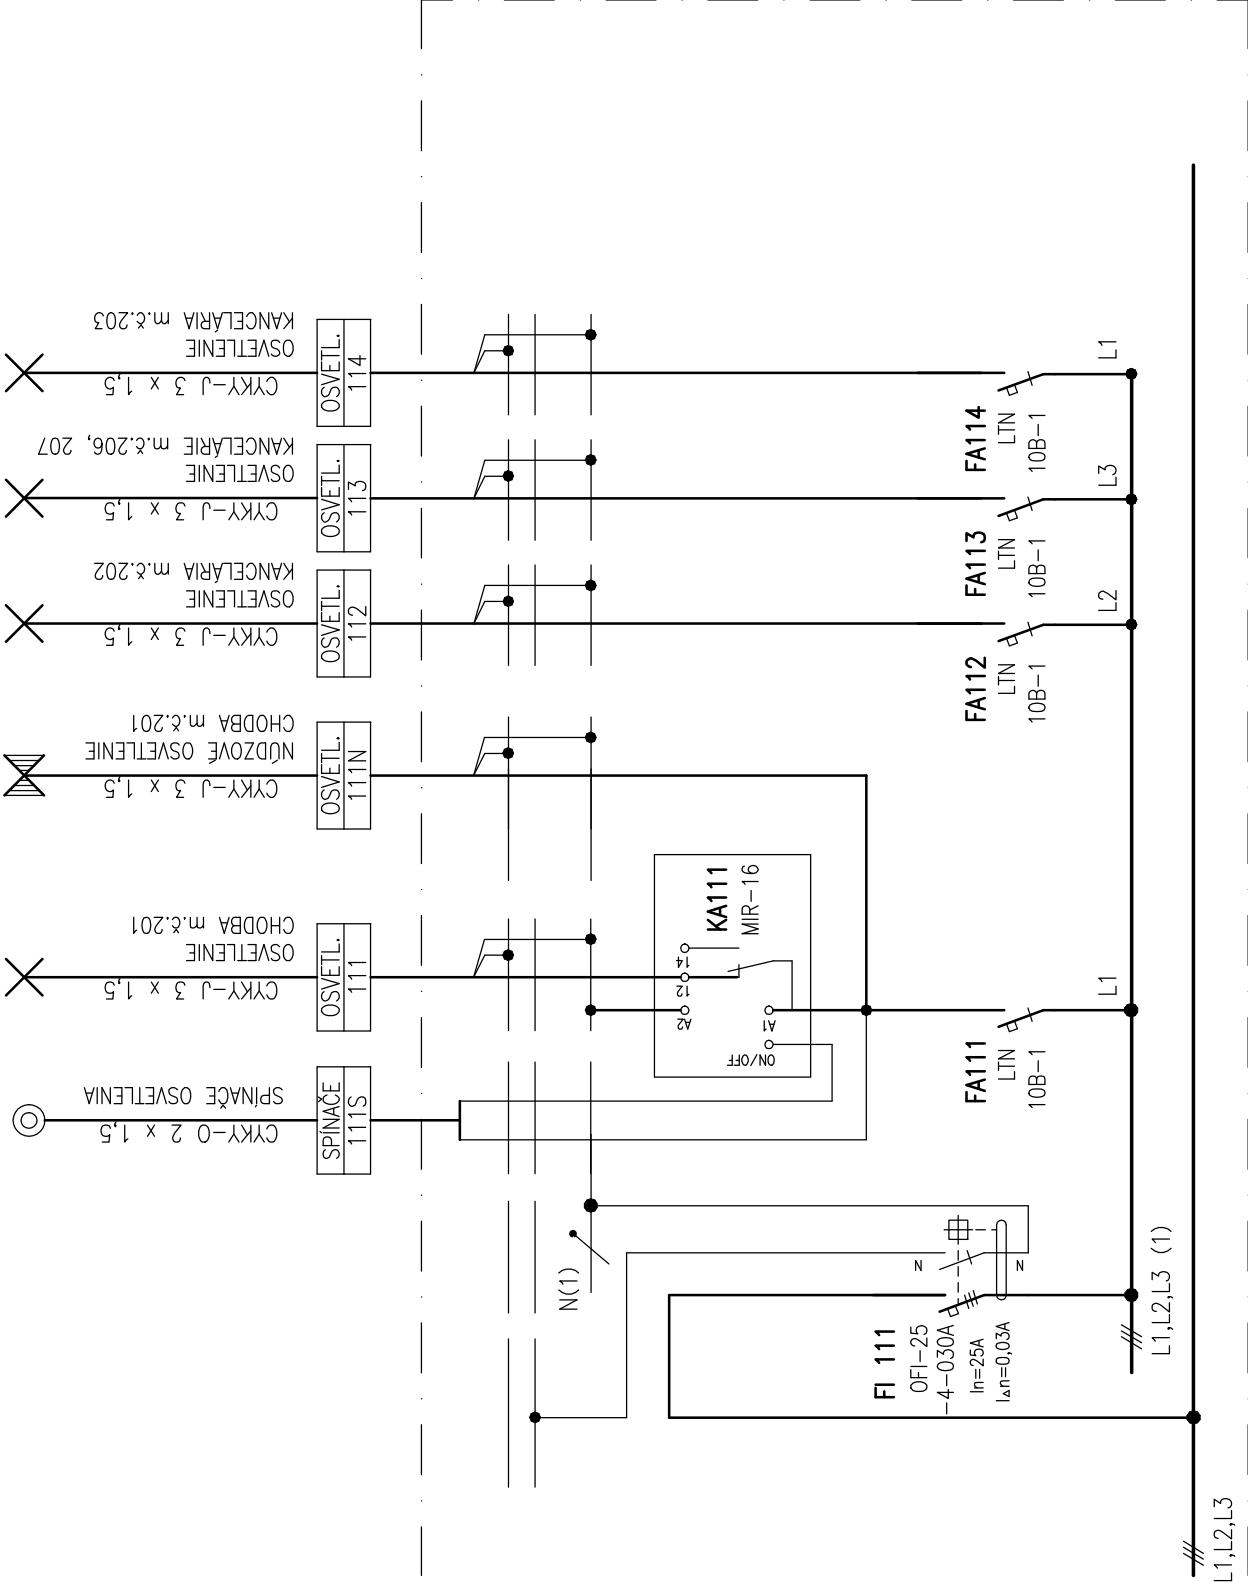 KANCELÁRIA m.č.203
OSVETLENIE
CYKY-J 3 x 1,5
OSVETL.
114
KANCELÁRIE m.č.206, 207
OSVETLENIE
CYKY-J 3 x 1,5
OSVETL.
113
KANCELÁRIA m.č.202
OSVETLENIE
CYKY-J 3 x 1,5
OSVETL.
112
CHODBA m.č.201
NÚDZOVÉ OSVETLENIE
CYKY-J 3 x 1,5
OSVETL.
111N
CHODBA m.č.201
OSVETLENIE
CYKY-J 3 x 1,5
OSVETL.
111
SPÍNAČE OSVETLENIA
CYKY-O 2 x 1,5
SPÍNAČE
111S
FA114
LTN
10B-1
L1
FA113
LTN
10B-1
L3
FA112
LTN
10B-1
L2
KA111
MIR-16
14
12
A2
A1
ON/OFF
FA111
LTN
10B-1
L1
N(1)
N
N
FI 111
OFI-25
-4-030A
In=25A
I∆n=0,03A
L1,L2,L3 (1)
L1,L2,L3